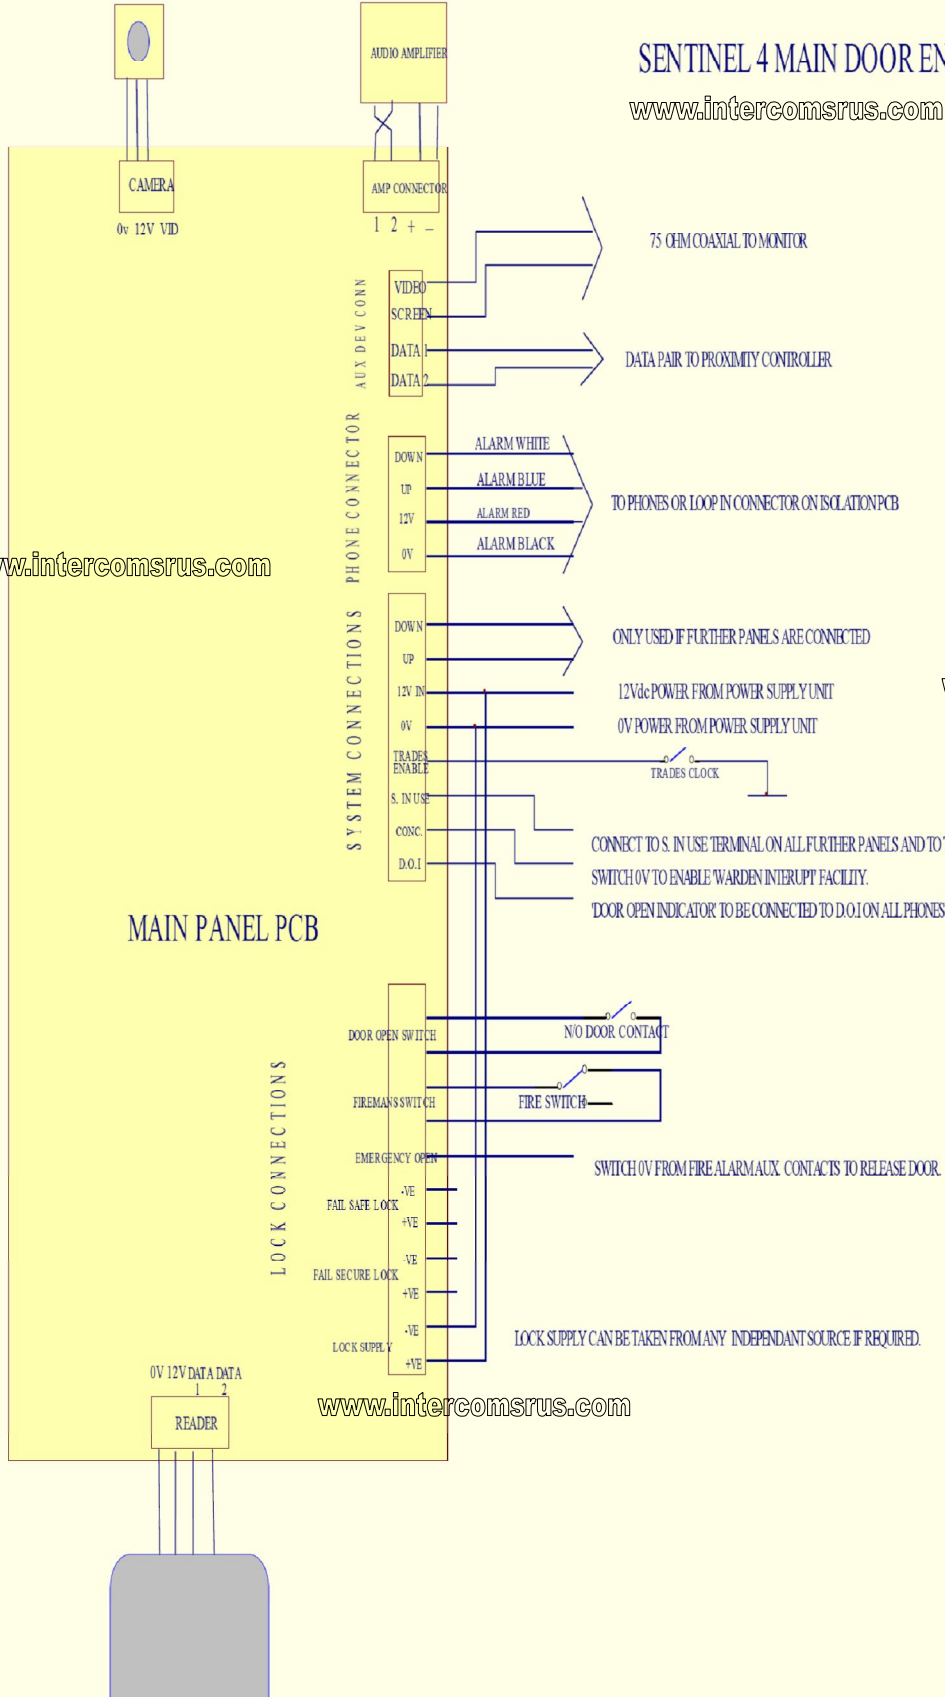 AUDIO AMPLIFIER
SENTINEL 4 MAIN DOOR EN
www.intercomsrus.com
CAMERA
0v 12V VID
AMP CONNECTOR
1 2 + –
AUX DEV CONN
VIDEO
SCREEN
DATA 1
DATA 2
75 OHM COAXIAL TO MONITOR
DATA PAIR TO PROXIMITY CONTROLLER
PHONE CONNECTOR
DOWN
UP
12V
0V
ALARM WHITE
ALARM BLUE
ALARM RED
ALARM BLACK
TO PHONES OR LOOP IN CONNECTOR ON ISOLATION PCB
w.intercomsrus.com
SYSTEM CONNECTIONS
DOWN
UP
12V IN
0V
TRADES
ENABLE
S. IN USE
CONC.
D.O.I
ONLY USED IF FURTHER PANELS ARE CONNECTED
12Vdc POWER FROM POWER SUPPLY UNIT
0V POWER FROM POWER SUPPLY UNIT
TRADES CLOCK
CONNECT TO S. IN USE TERMINAL ON ALL FURTHER PANELS AND TO
SWITCH 0V TO ENABLE 'WARDEN INTERUPT' FACILITY.
'DOOR OPEN INDICATOR' TO BE CONNECTED TO D.O.I ON ALL PHONES
MAIN PANEL PCB
LOCK CONNECTIONS
DOOR OPEN SWITCH
N/O DOOR CONTACT
FIREMANS SWITCH
FIRE SWITCH
EMERGENCY OPEN
SWITCH 0V FROM FIRE ALARM AUX. CONTACTS TO RELEASE DOOR.
-VE
FAIL SAFE LOCK
+VE
-VE
FAIL SECURE LOCK
+VE
-VE
LOCK SUPPLY
+VE
LOCK SUPPLY CAN BE TAKEN FROM ANY INDEPENDANT SOURCE IF REQUIRED.
0V 12V DATA DATA
1 2
READER
www.intercomsrus.com